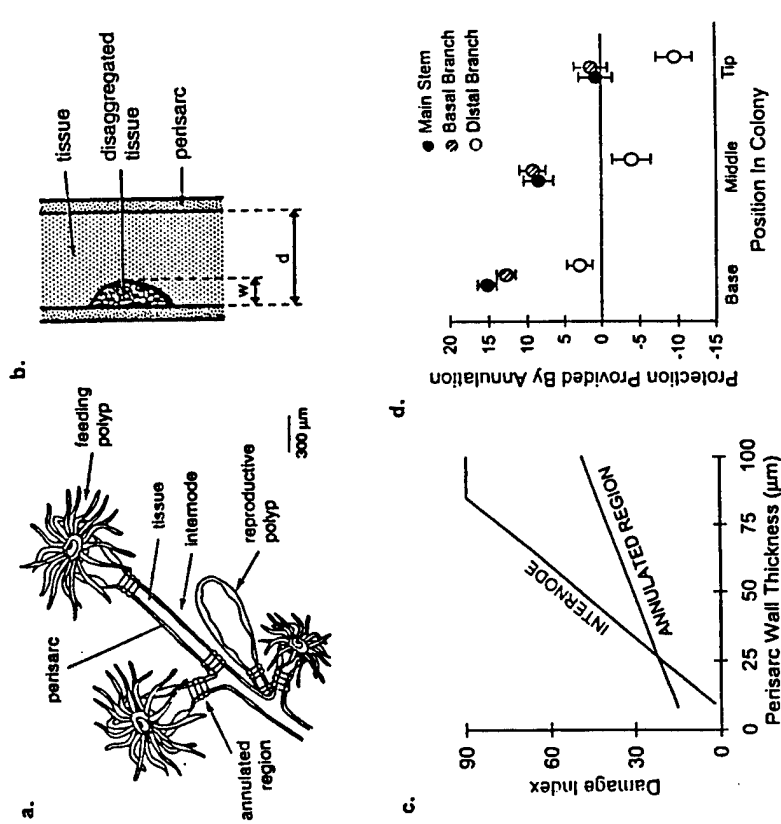 a.
feeding
polyp
perisarc
tissue
internode
reproductive
polyp
annulated
region
300 µm
b.
tissue
disaggregated
tissue
perisarc
w
d
c.
Damage Index
90
60
30
0
INTERNODE
ANNULATED REGION
0 25 50 75 100
Perisarc Wall Thickness (µm)
d.
Protection Provided By Annulation
20
15
10
5
0
-5
-10
-15
Main Stem
Basal Branch
Distal Branch
Base Middle Tip
Position In Colony